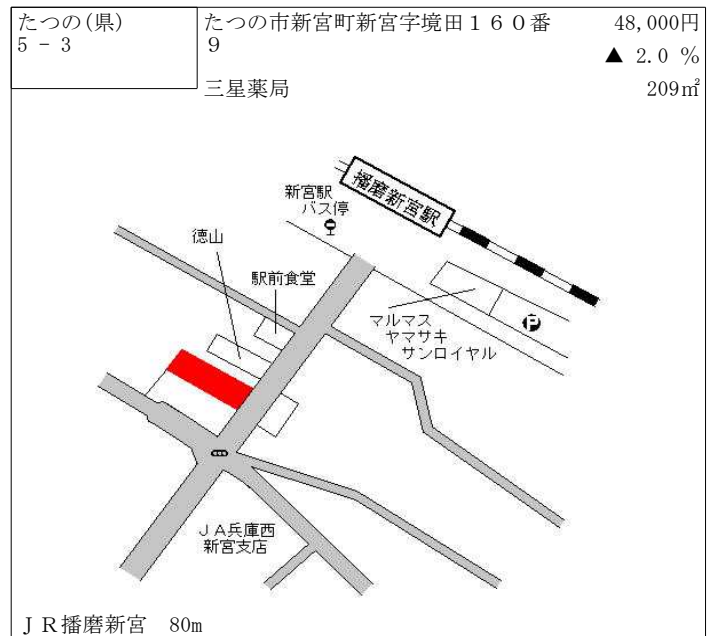 たつの(県)
5 - 3
たつの市新宮町新宮字境田１６０番
9
三星薬局
48,000円
▲ 2.0 %
209㎡
播磨新宮駅
新宮駅
バス停
徳山
駅前食堂
マルマス
ヤマサキ
サンロイヤル
P
ＪＡ兵庫西
新宮支店
ＪＲ播磨新宮　80m